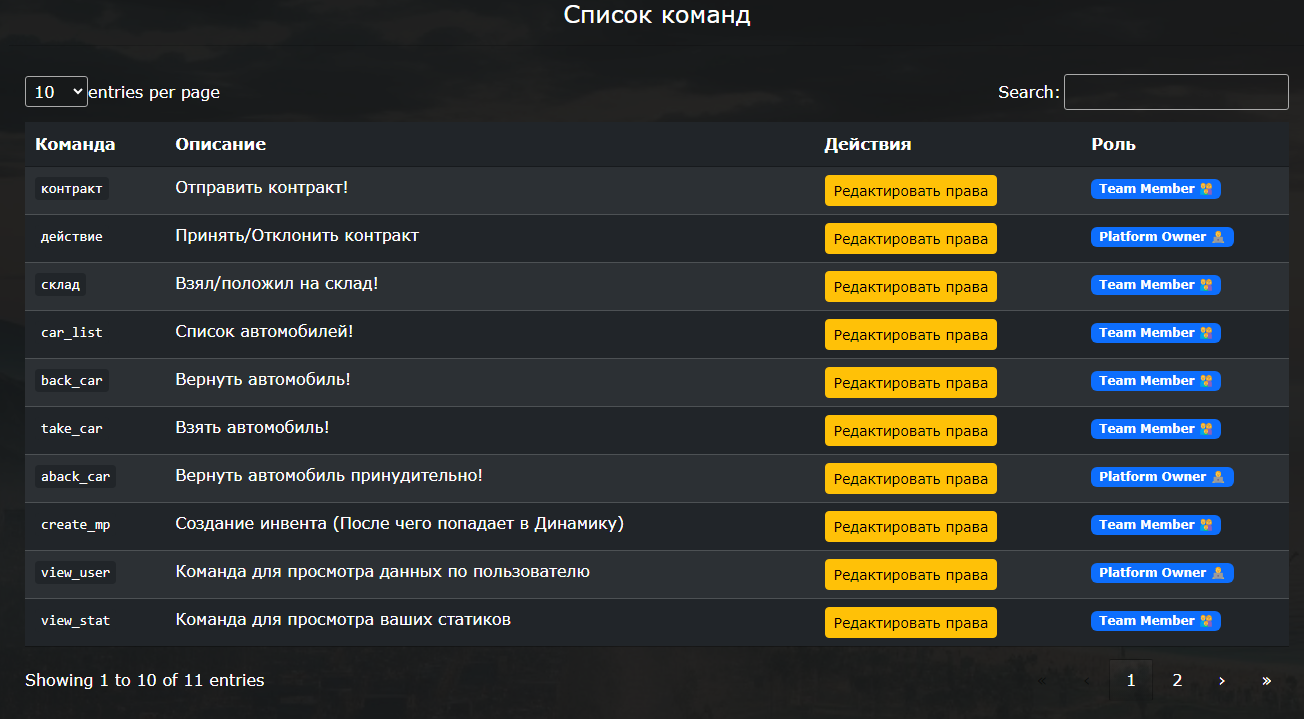 Список команд
10 entries per page Search:
Команда Описание Действия Роль
контракт Отправить контракт! Редактировать права Team Member
действие Принять/Отклонить контракт Редактировать права Platform Owner
склад Взял/положил на склад! Редактировать права Team Member
car_list Список автомобилей! Редактировать права Team Member
back_car Вернуть автомобиль! Редактировать права Team Member
take_car Взять автомобиль! Редактировать права Team Member
aback_car Вернуть автомобиль принудительно! Редактировать права Platform Owner
create_mp Создание инвента (После чего попадает в Динамику) Редактировать права Team Member
view_user Команда для просмотра данных по пользователю Редактировать права Platform Owner
view_stat Команда для просмотра ваших статиков Редактировать права Team Member
Showing 1 to 10 of 11 entries « ‹ 1 2 › »